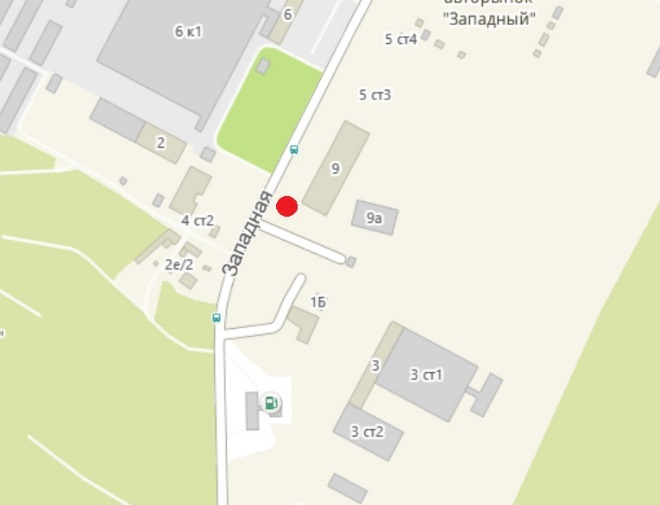 авторынок
"Западный"
6
6 к1
5 ст4
5 ст3
2
9
4 ст2
9а
Западная
2е/2
1Б
3
3 ст1
3 ст2